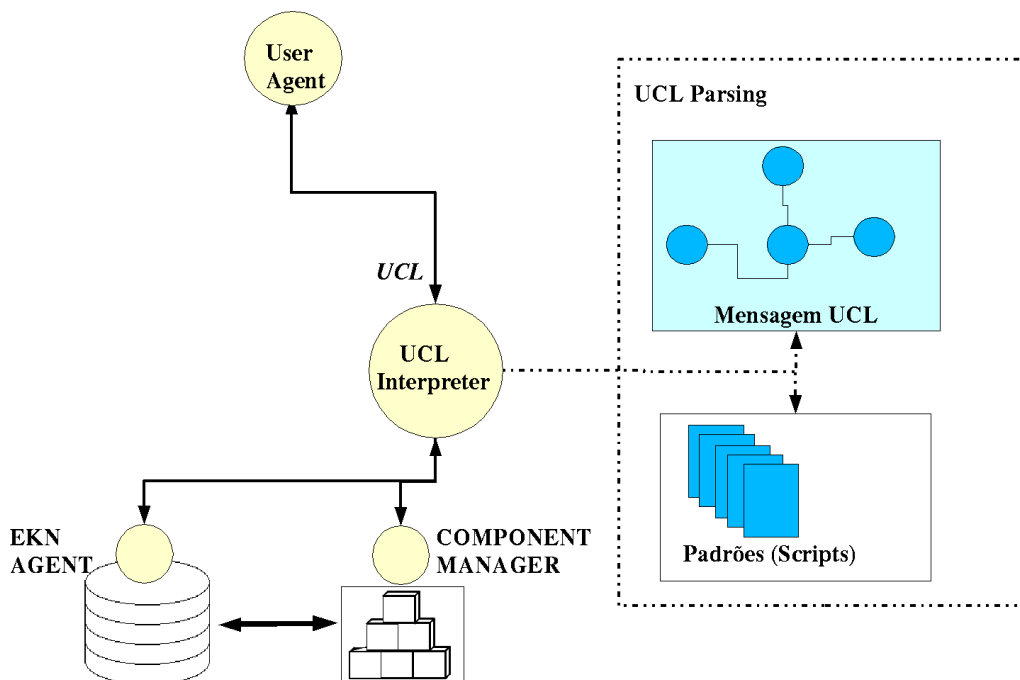 User
Agent
UCL Parsing
UCL
Mensagem UCL
UCL
Interpreter
EKN
AGENT
COMPONENT
MANAGER
Padrões (Scripts)